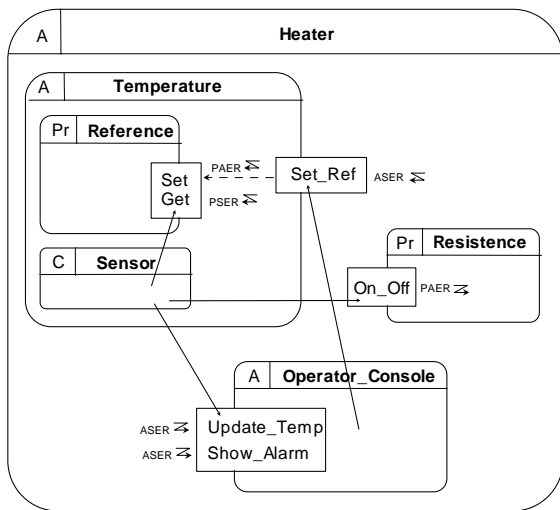 A Heater
A Temperature
Pr Reference
PAER
Set
Get
PSER
Set_Ref
ASER
C Sensor
Pr Resistence
On_Off
PAER
A Operator_Console
ASER
Update_Temp
ASER
Show_Alarm